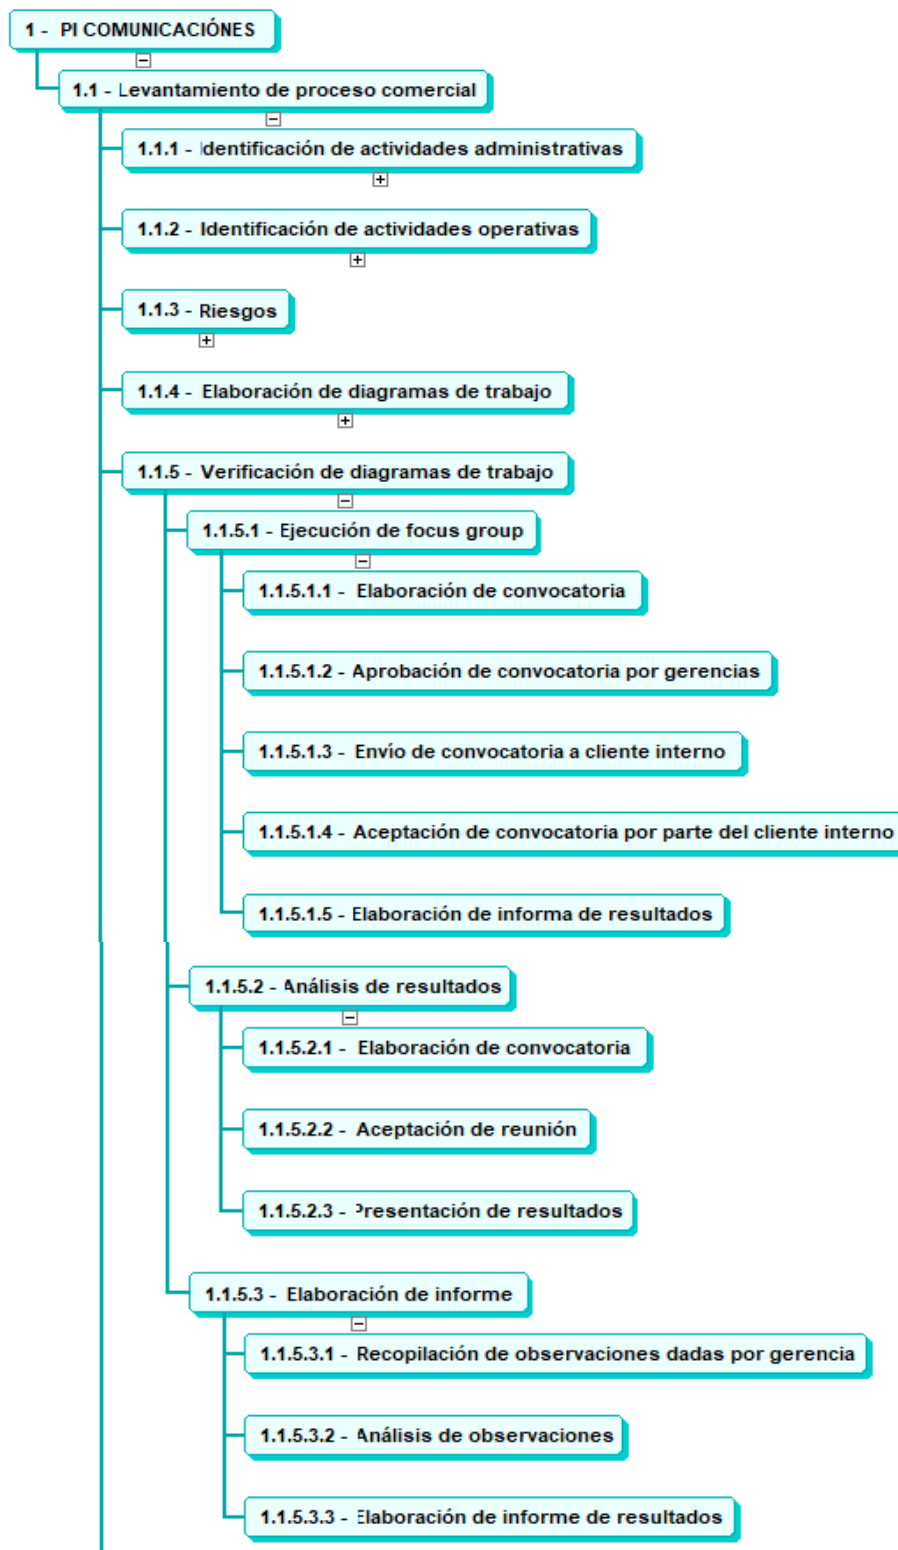 1 - PI COMUNICACIÓNES
1.1 - Levantamiento de proceso comercial
1.1.1 - Identificación de actividades administrativas
1.1.2 - Identificación de actividades operativas
1.1.3 - Riesgos
1.1.4 - Elaboración de diagramas de trabajo
1.1.5 - Verificación de diagramas de trabajo
1.1.5.1 - Ejecución de focus group
1.1.5.1.1 - Elaboración de convocatoria
1.1.5.1.2 - Aprobación de convocatoria por gerencias
1.1.5.1.3 - Envío de convocatoria a cliente interno
1.1.5.1.4 - Aceptación de convocatoria por parte del cliente interno
1.1.5.1.5 - Elaboración de informa de resultados
1.1.5.2 - Análisis de resultados
1.1.5.2.1 - Elaboración de convocatoria
1.1.5.2.2 - Aceptación de reunión
1.1.5.2.3 - Presentación de resultados
1.1.5.3 - Elaboración de informe
1.1.5.3.1 - Recopilación de observaciones dadas por gerencia
1.1.5.3.2 - Análisis de observaciones
1.1.5.3.3 - Elaboración de informe de resultados